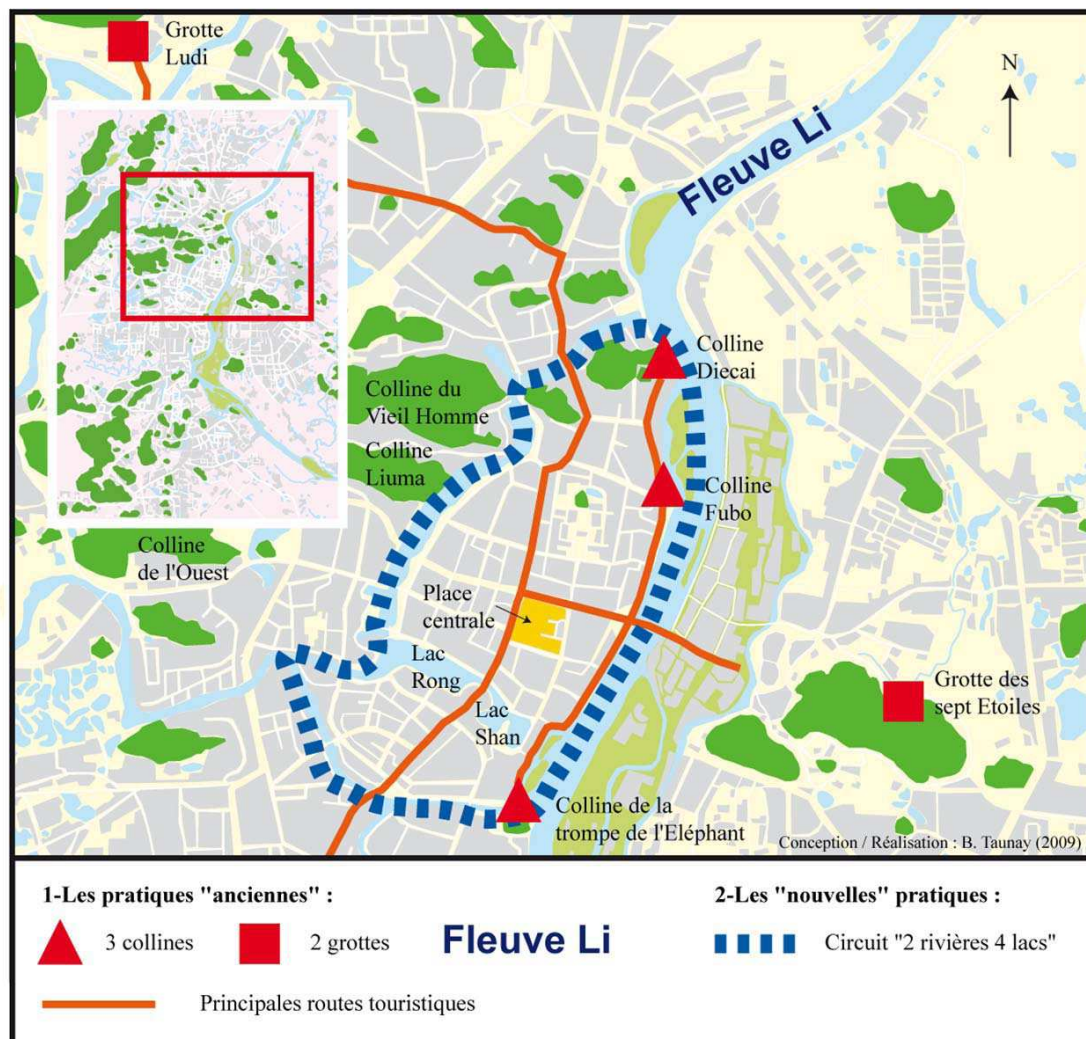 Grotte
Ludi
N
Fleuve Li
Colline
Diecai
Colline du
Vieil Homme
Colline
Liuma
Colline
Fubo
Colline
de l'Ouest
Place
centrale
Lac
Rong
Lac
Shan
Grotte des
sept Etoiles
Colline de la
trompe de l'Eléphant
Conception / Réalisation : B. Taunay (2009)
1-Les pratiques "anciennes" :
3 collines
2 grottes
Fleuve Li
Principales routes touristiques
2-Les "nouvelles" pratiques :
Circuit "2 rivières 4 lacs"